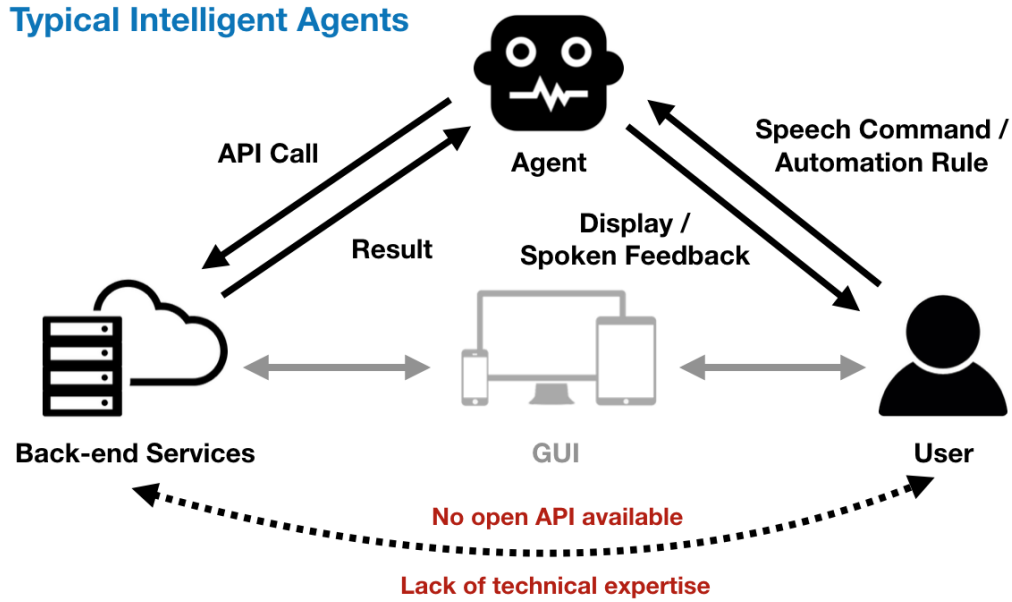 Typical Intelligent Agents
API Call
Agent
Speech Command /
Automation Rule
Result
Display /
Spoken Feedback
Back-end Services
GUI
User
No open API available
Lack of technical expertise